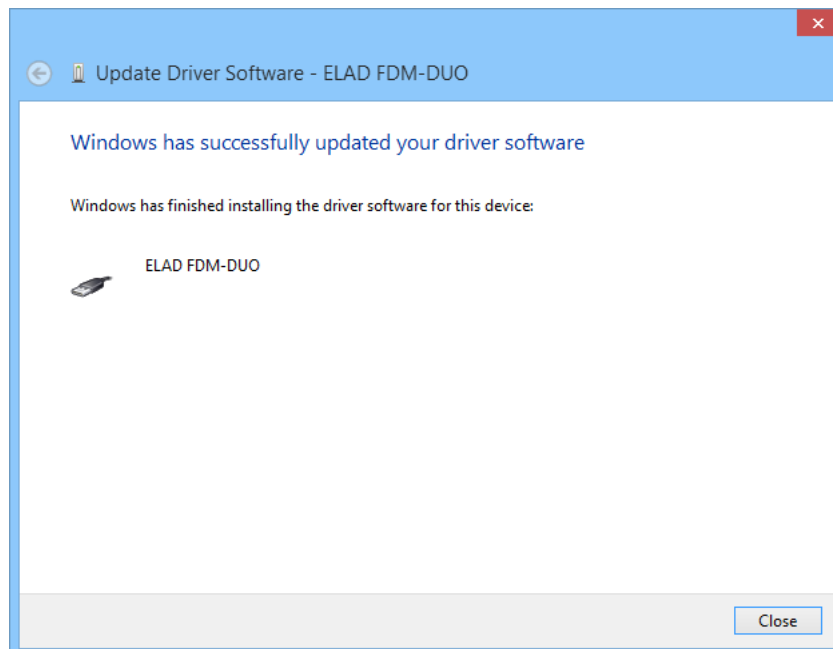 Update Driver Software - ELAD FDM-DUO
Windows has successfully updated your driver software
Windows has finished installing the driver software for this device:
ELAD FDM-DUO
Close